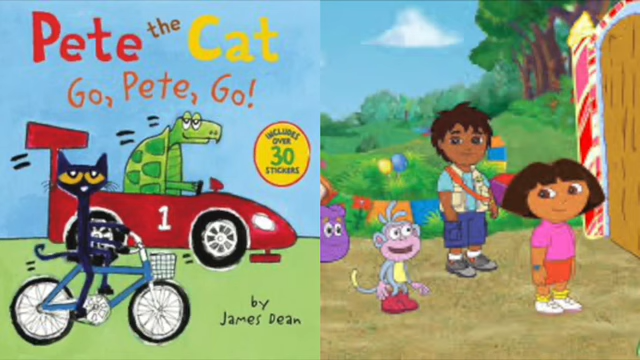 Pete the Cat
Go, Pete, Go!
INCLUDES
OVER
30
STICKERS
1
by
James Dean